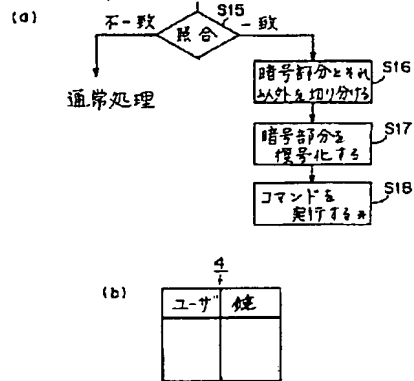 (a)
S15
不一致 照合 一致
通常処理
S16
暗号部分とそれ
以外を切り分ける
S17
暗号部分を
復号化する
S18
コマンドを
実行する*
4
(b)
ユーザ 鍵